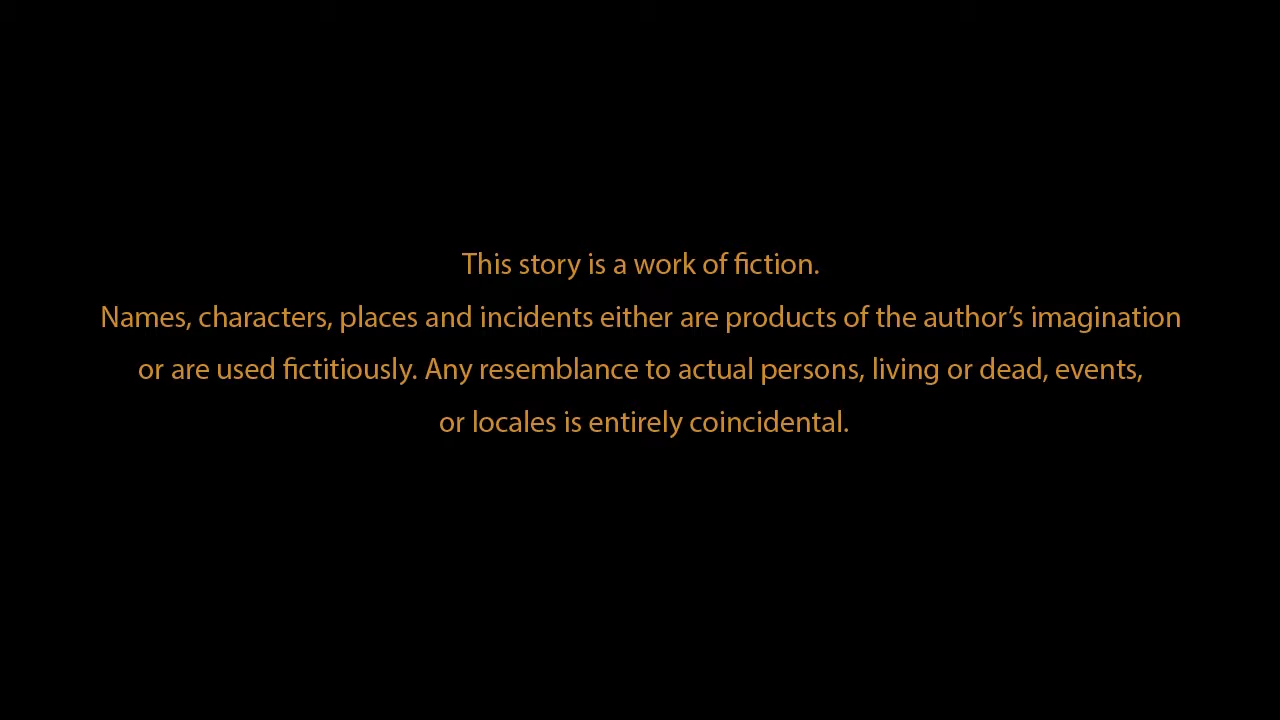 This story is a work of fiction.
Names, characters, places and incidents either are products of the author’s imagination
or are used fictitiously. Any resemblance to actual persons, living or dead, events,
or locales is entirely coincidental.